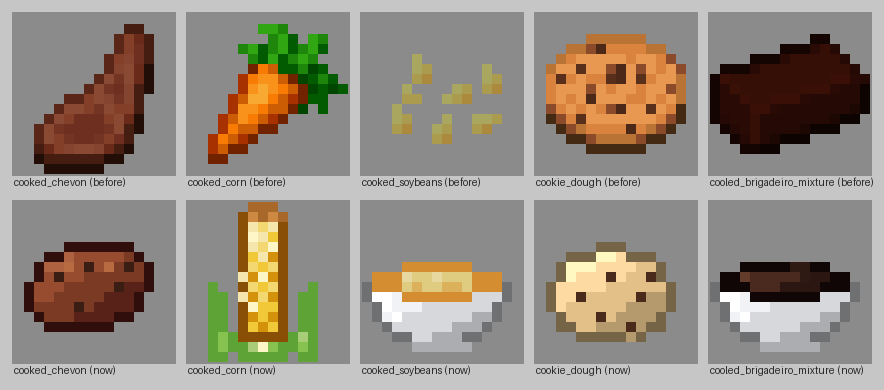 cooked_chevon (before) cooked_corn (before) cooked_soybeans (before) cookie_dough (before) cooled_brigadeiro_mixture (before)
cooked_chevon (now) cooked_corn (now) cooked_soybeans (now) cookie_dough (now) cooled_brigadeiro_mixture (now)